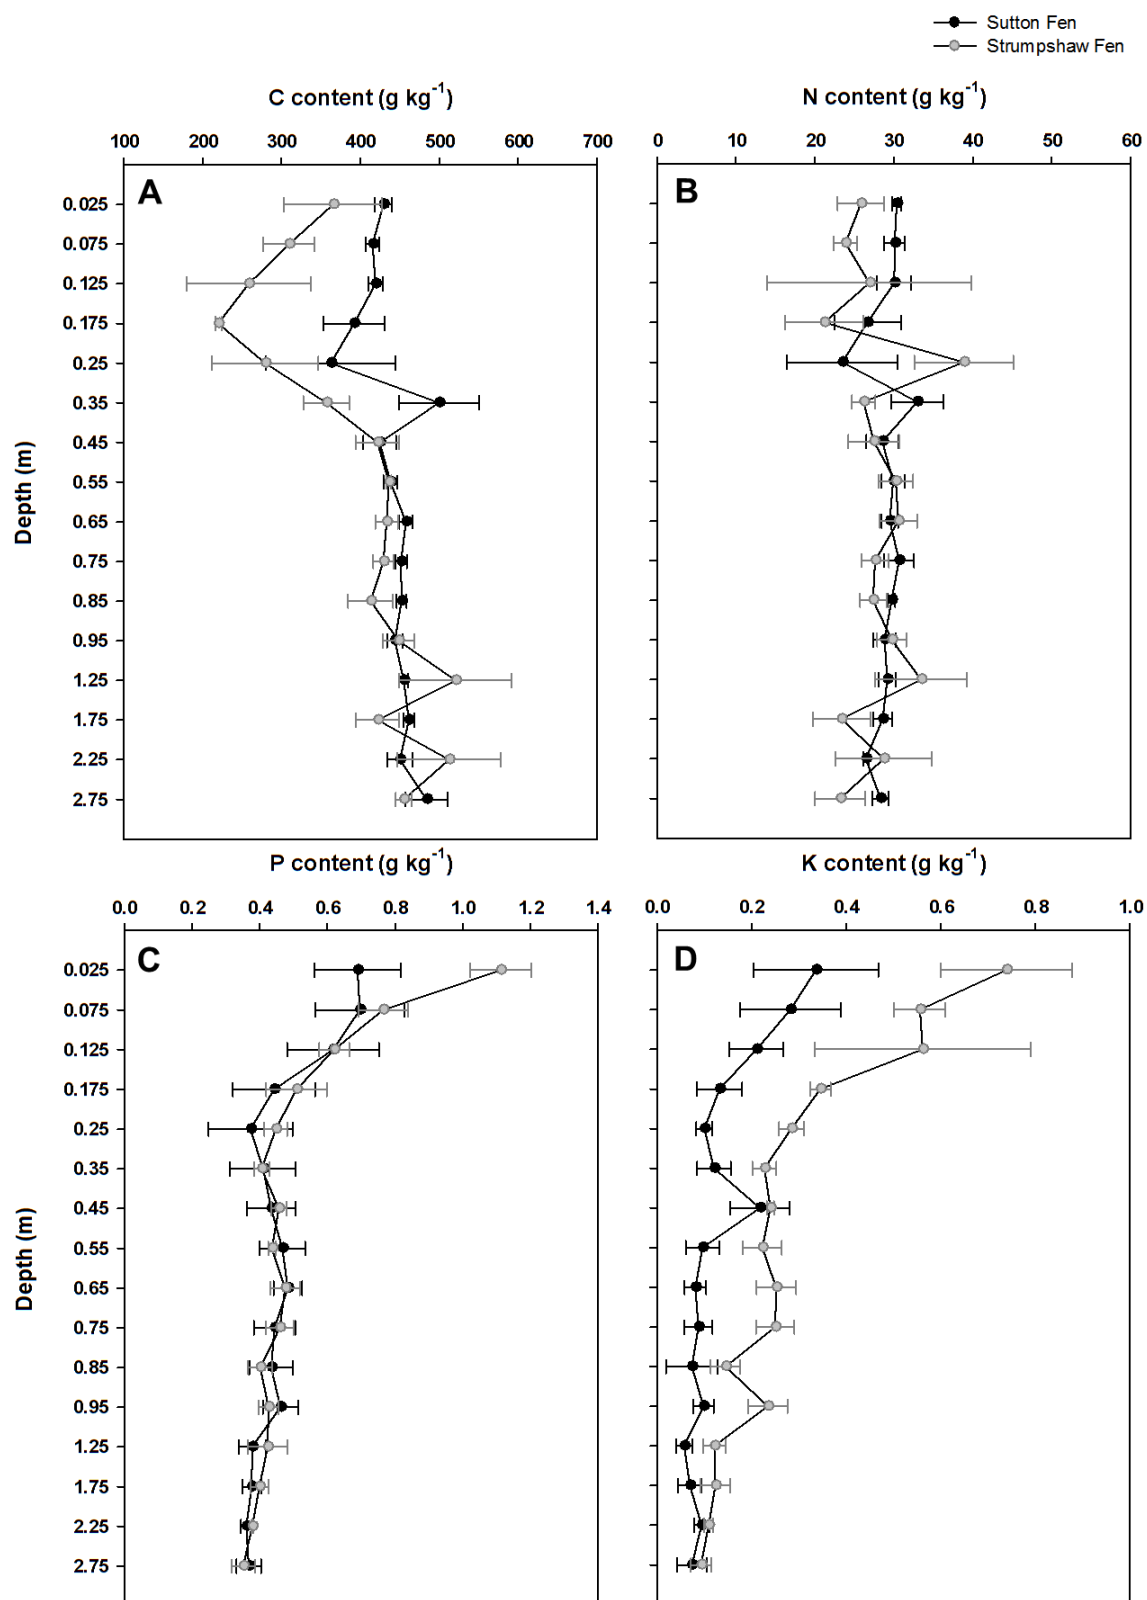 Sutton Fen
Strumpshaw Fen
C content (g kg⁻¹)
N content (g kg⁻¹)
100 200 300 400 500 600 700
0 10 20 30 40 50 60
A
B
0.025
0.075
0.125
0.175
0.25
0.35
0.45
0.55
0.65
0.75
0.85
0.95
1.25
1.75
2.25
2.75
Depth (m)
P content (g kg⁻¹)
K content (g kg⁻¹)
0.0 0.2 0.4 0.6 0.8 1.0 1.2 1.4
0.0 0.2 0.4 0.6 0.8 1.0
C
D
0.025
0.075
0.125
0.175
0.25
0.35
0.45
0.55
0.65
0.75
0.85
0.95
1.25
1.75
2.25
2.75
Depth (m)